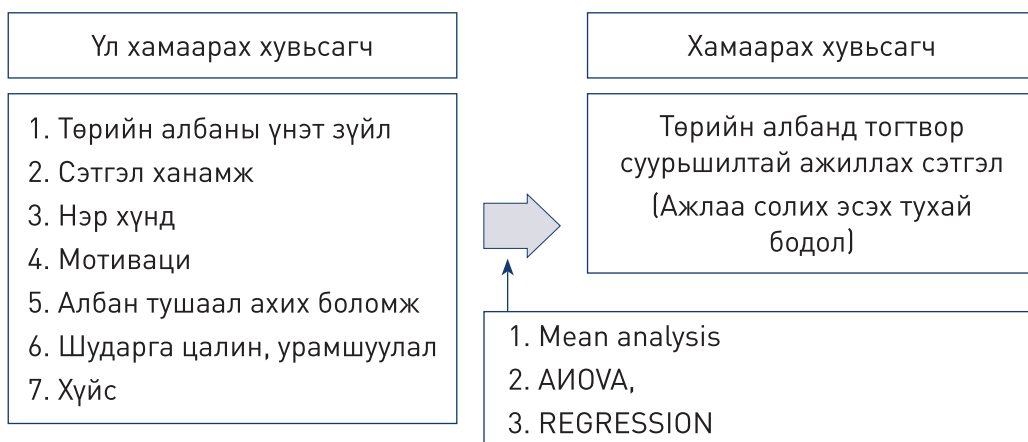 Үл хамаарах хувьсагч
1. Төрийн албаны үнэт зүйл
2. Сэтгэл ханамж
3. Нэр хүнд
4. Мотиваци
5. Албан тушаал ахих боломж
6. Шударга цалин, урамшуулал
7. Хүйс
Хамаарах хувьсагч
Төрийн албанд тогтвор
суурьшилтай ажиллах сэтгэл
(Ажлаа солих эсэх тухай
бодол)
1. Mean analysis
2. АИOVA,
3. REGRESSION